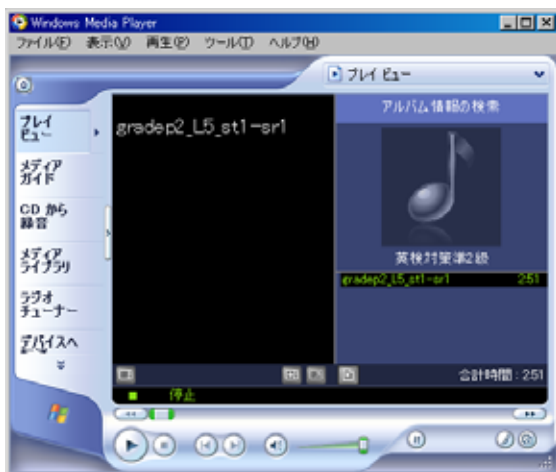 Windows Media Player
ファイル(F) 表示(V) 再生(P) ツール(T) ヘルプ(H)
プレイ ビュー
プレイ
ビュー
メディア
ガイド
CD から
録音
メディア
ライブラリ
ラジオ
チューナー
デバイスへ
gradep2_L5_st1-sr1
アルバム情報の検索
英検対策準2級
gradep2_L5_st1-sr1 2:51
合計時間 : 2:51
停止